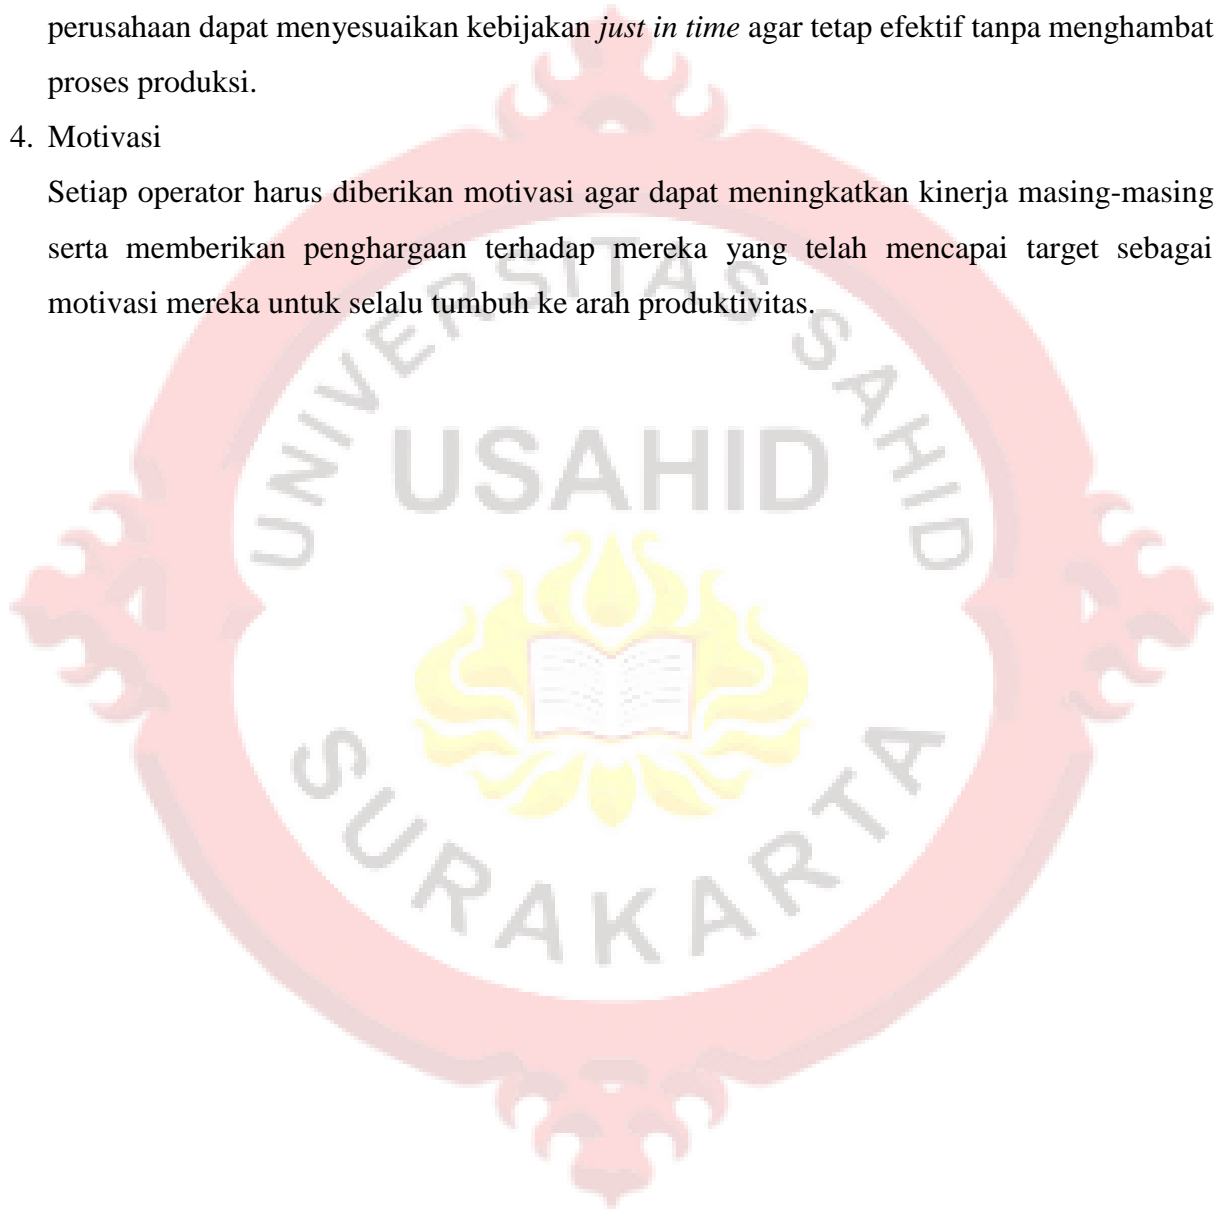 perusahaan dapat menyesuaikan kebijakan just in time agar tetap efektif tanpa menghambat
proses produksi.
4. Motivasi
Setiap operator harus diberikan motivasi agar dapat meningkatkan kinerja masing-masing
serta memberikan penghargaan terhadap mereka yang telah mencapai target sebagai
motivasi mereka untuk selalu tumbuh ke arah produktivitas.
UNIVERSITAS SAHID
USAHID
SURAKARTA